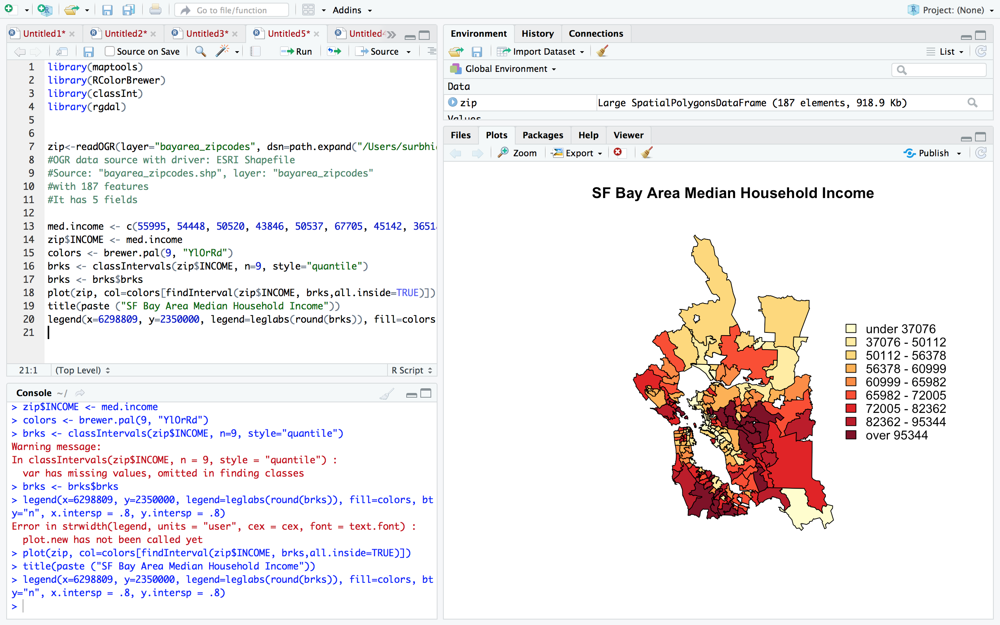 Go to file/function
Addins
Project: (None)
Untitled1*
Untitled2*
Untitled3*
Untitled5*
Untitled4
Source on Save
Run
Source
1 library(maptools)
2 library(RColorBrewer)
3 library(classInt)
4 library(rgdal)
5
6
7 zip<-readOGR(layer="bayarea_zipcodes", dsn=path.expand("/Users/surbhi
8 #OGR data source with driver: ESRI Shapefile
9 #Source: "bayarea_zipcodes.shp", layer: "bayarea_zipcodes"
10 #with 187 features
11 #It has 5 fields
12
13 med.income <- c(55995, 54448, 50520, 43846, 50537, 67705, 45142, 3651
14 zip$INCOME <- med.income
15 colors <- brewer.pal(9, "YlOrRd")
16 brks <- classIntervals(zip$INCOME, n=9, style="quantile")
17 brks <- brks$brks
18 plot(zip, col=colors[findInterval(zip$INCOME, brks,all.inside=TRUE)])
19 title(paste ("SF Bay Area Median Household Income"))
20 legend(x=6298809, y=2350000, legend=leglabs(round(brks)), fill=colors
21
21:1
(Top Level)
R Script
Console ~/
> zip$INCOME <- med.income
> colors <- brewer.pal(9, "YlOrRd")
> brks <- classIntervals(zip$INCOME, n=9, style="quantile")
Warning message:
In classIntervals(zip$INCOME, n = 9, style = "quantile") :
  var has missing values, omitted in finding classes
> brks <- brks$brks
> legend(x=6298809, y=2350000, legend=leglabs(round(brks)), fill=colors, bt
y="n", x.intersp = .8, y.intersp = .8)
Error in strwidth(legend, units = "user", cex = cex, font = text.font) :
  plot.new has not been called yet
> plot(zip, col=colors[findInterval(zip$INCOME, brks,all.inside=TRUE)])
> title(paste ("SF Bay Area Median Household Income"))
> legend(x=6298809, y=2350000, legend=leglabs(round(brks)), fill=colors, bt
y="n", x.intersp = .8, y.intersp = .8)
>
Environment
History
Connections
Import Dataset
List
Global Environment
Data
zip
Large SpatialPolygonsDataFrame (187 elements, 918.9 Kb)
Values
Files
Plots
Packages
Help
Viewer
Zoom
Export
Publish
SF Bay Area Median Household Income
under 37076
37076 - 50112
50112 - 56378
56378 - 60999
60999 - 65982
65982 - 72005
72005 - 82362
82362 - 95344
over 95344